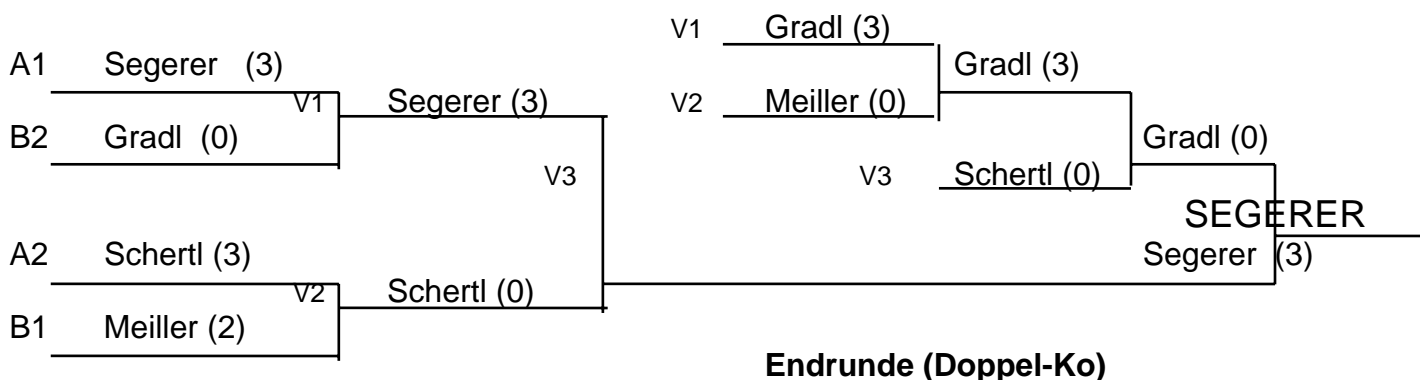 V1 Gradl (3)
A1 Segerer (3)
Gradl (3)
V1 Segerer (3)
V2 Meiller (0)
B2 Gradl (0)
Gradl (0)
V3
V3 Schertl (0)
SEGERER
A2 Schertl (3)
Segerer (3)
V2 Schertl (0)
B1 Meiller (2)
Endrunde (Doppel-Ko)